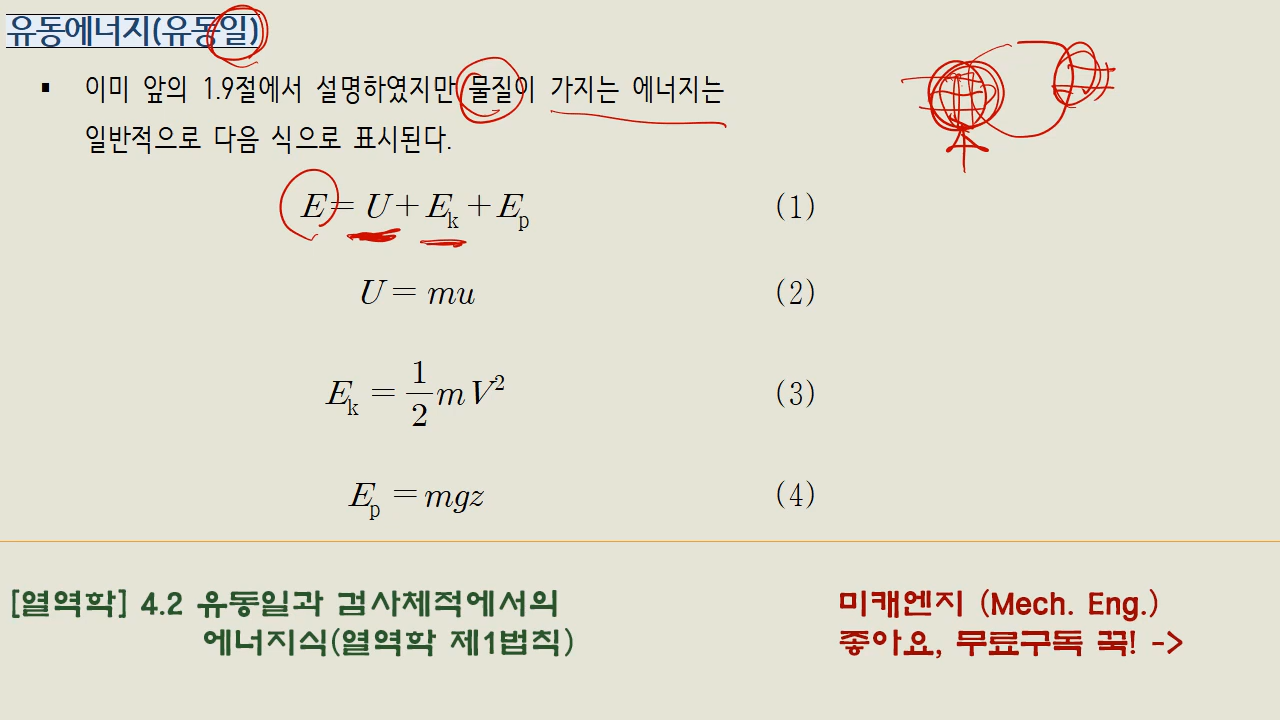 유동에너지(유동일)
▪ 이미 앞의 1.9절에서 설명하였지만 물질이 가지는 에너지는
일반적으로 다음 식으로 표시된다.
E = U + E_k + E_p (1)
U = mu (2)
E_k = 1/2 m V² (3)
E_p = mgz (4)
[열역학] 4.2 유동일과 검사체적에서의
에너지식(열역학 제1법칙)
미캐엔지 (Mech. Eng.)
좋아요, 무료구독 꾹! ->